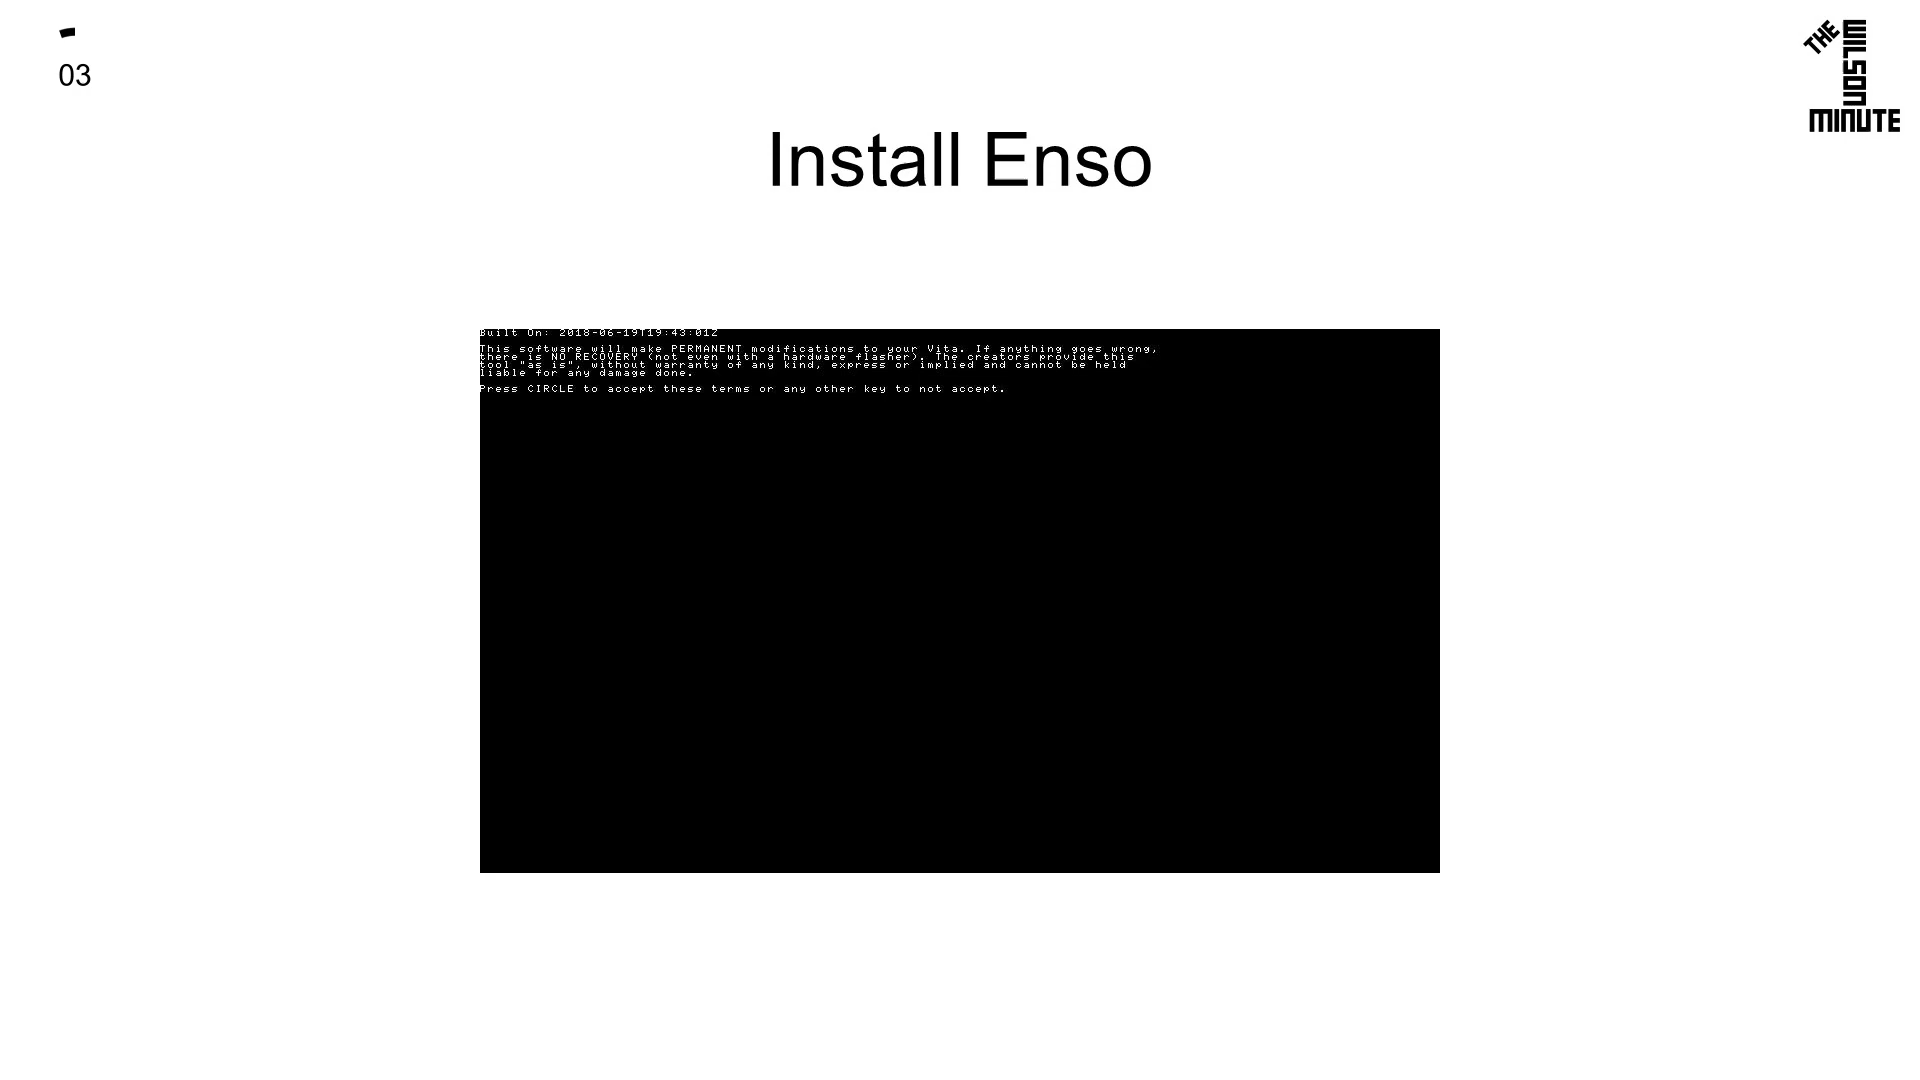 03
THE
WILSON
MINUTE
Install Enso
Built On: 2018-06-19T19:43:01Z
This software will make PERMANENT modifications to your Vita. If anything goes wrong,
there is NO RECOVERY (not even with a hardware flasher). The creators provide this
tool "as is", without warranty of any kind, express or implied and cannot be held
liable for any damage done.
Press CIRCLE to accept these terms or any other key to not accept.